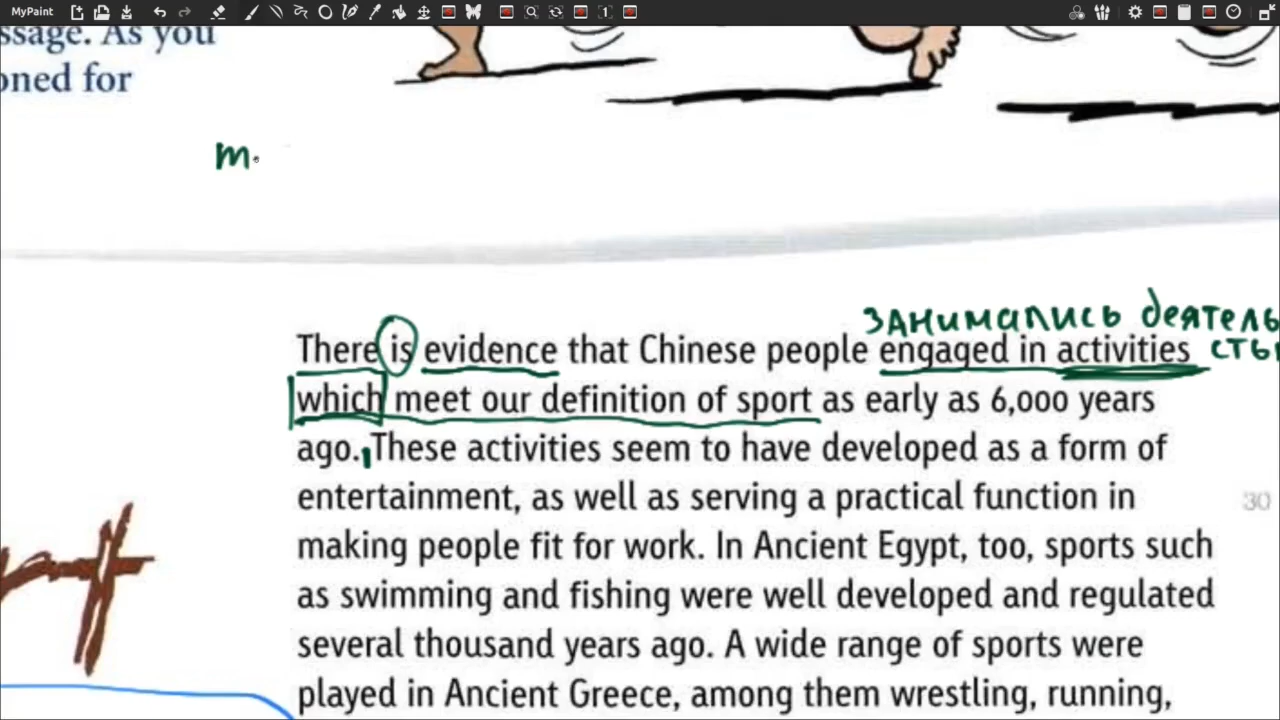 MyPaint
1
ssage. As you
oned for
m.
занимались деятель
There is evidence that Chinese people engaged in activities сты
which meet our definition of sport as early as 6,000 years
ago. These activities seem to have developed as a form of
entertainment, as well as serving a practical function in 30
making people fit for work. In Ancient Egypt, too, sports such
as swimming and fishing were well developed and regulated
several thousand years ago. A wide range of sports were
played in Ancient Greece, among them wrestling, running,